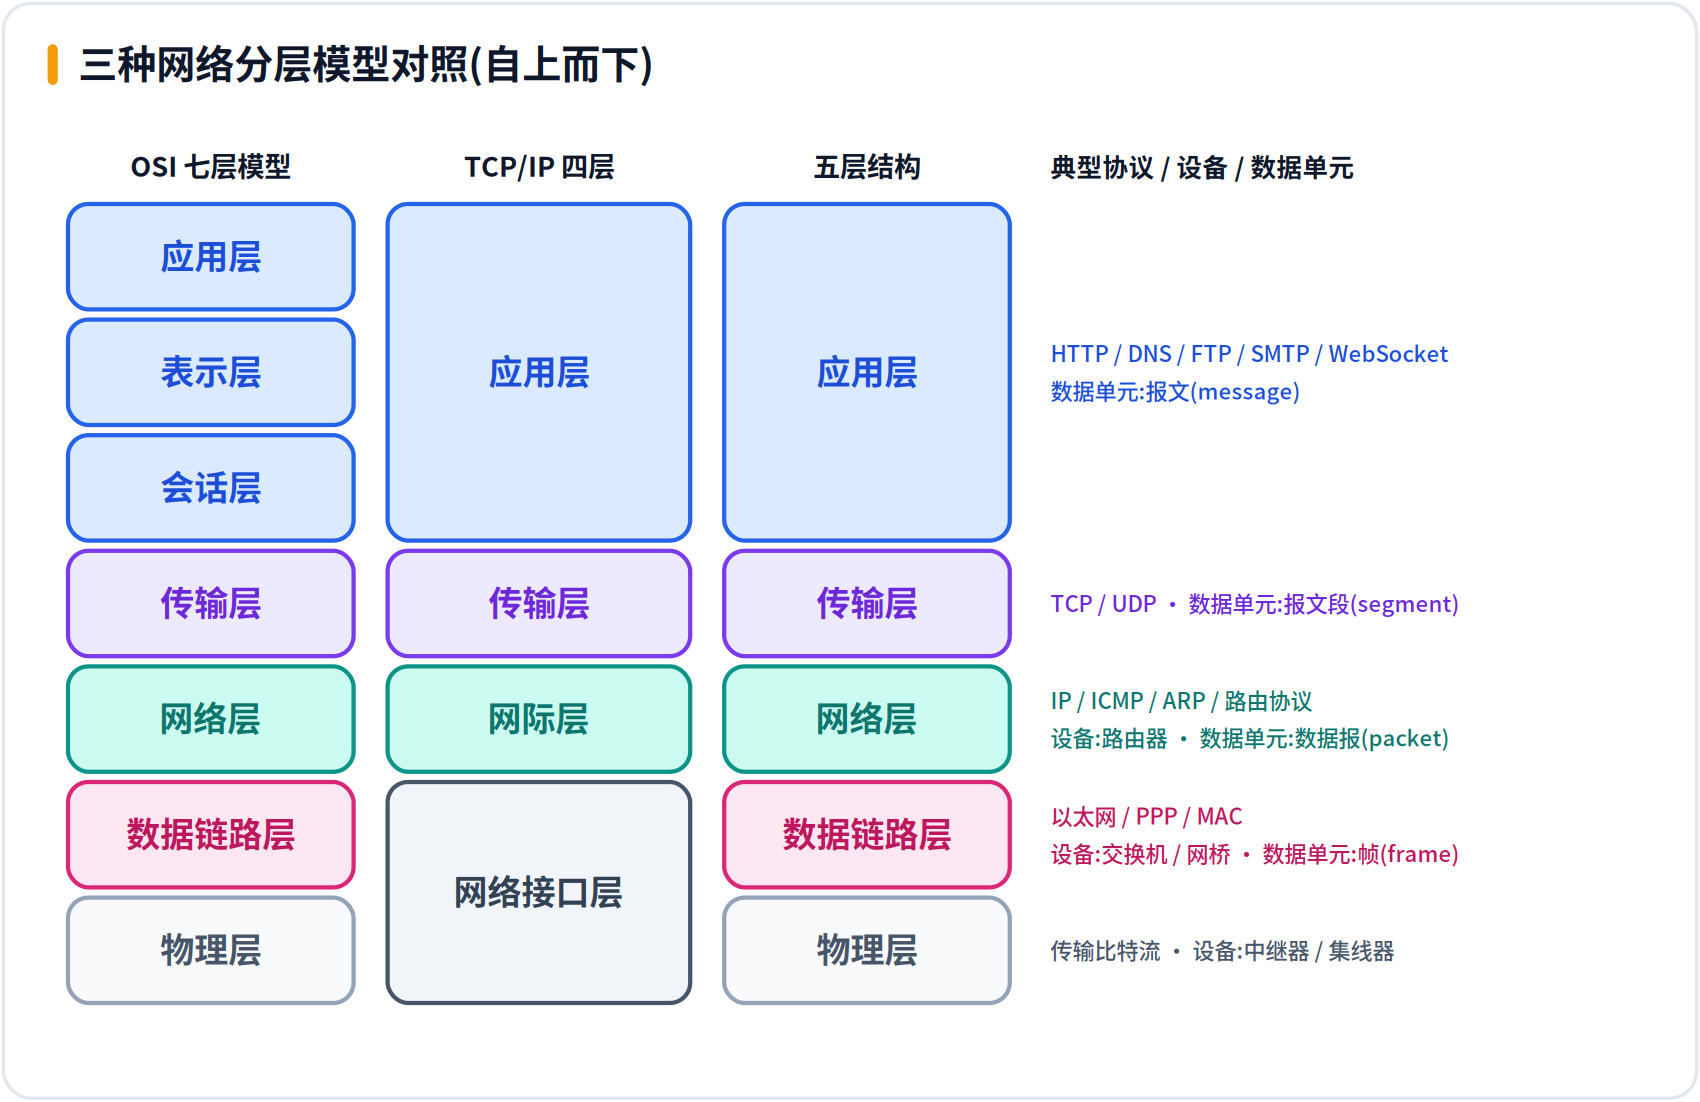 三种网络分层模型对照(自上而下)
OSI 七层模型
TCP/IP 四层
五层结构
典型协议 / 设备 / 数据单元
应用层
表示层
会话层
传输层
网络层
数据链路层
物理层
应用层
传输层
网际层
网络接口层
应用层
传输层
网络层
数据链路层
物理层
HTTP / DNS / FTP / SMTP / WebSocket
数据单元:报文(message)
TCP / UDP · 数据单元:报文段(segment)
IP / ICMP / ARP / 路由协议
设备:路由器 · 数据单元:数据报(packet)
以太网 / PPP / MAC
设备:交换机 / 网桥 · 数据单元:帧(frame)
传输比特流 · 设备:中继器 / 集线器